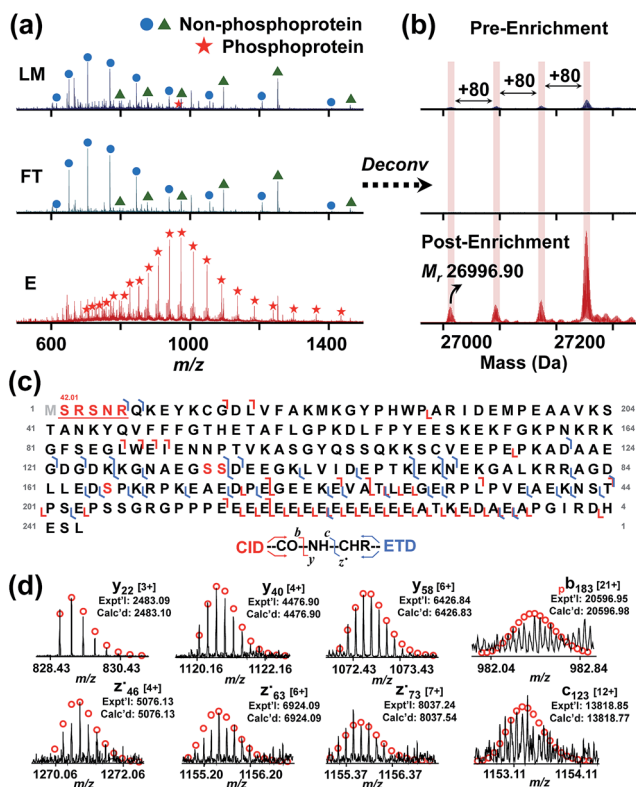 (a)
Non-phosphoprotein
Phosphoprotein
LM
FT
E
600 1000 1400
m/z
Deconv
(b)
Pre-Enrichment
+80 +80 +80
Post-Enrichment
Mr 26996.90
27000 27200
Mass (Da)
(c)
42.01
1 MSRSNRQKEYKCGDLVFAKMKGYPHWPARIDEMPEAAVKS 204
41 TANKYQVFFFGTHETAFLGPKDLFPYEESKEKFGKPNKRK 164
81 GFSEGLWEIENNPTVKASGYQSSQKKSCVEEPEPKADAAE 124
121 GDGDKKGNAEGSSDEEGKLVIDEPTKEKNEKGALKRRAGD 84
161 LLEDSPKRPKEAEDPEGEEKEVATLEGERPLPVEAEKNST 44
201 PSEPSSGRGPPPEEEEEEEEEEEEEEATKEDAEAPGIRDH 4
241 ESL 1
b c
CID --CO-NH-CHR-- ETD
y z•
(d)
y22 [3+]
Expt'l: 2483.09
Calc'd: 2483.10
828.43 830.43
m/z
y40 [4+]
Expt'l: 4476.90
Calc'd: 4476.90
1120.16 1122.16
m/z
y58 [6+]
Expt'l: 6426.84
Calc'd: 6426.83
1072.43 1073.43
m/z
pb183 [21+]
Expt'l: 20596.95
Calc'd: 20596.98
982.04 982.84
m/z
z•46 [4+]
Expt'l: 5076.13
Calc'd: 5076.13
1270.06 1272.06
m/z
z•63 [6+]
Expt'l: 6924.09
Calc'd: 6924.09
1155.20 1156.20
m/z
z•73 [7+]
Expt'l: 8037.24
Calc'd: 8037.54
1155.37 1156.37
m/z
c123 [12+]
Expt'l: 13818.85
Calc'd: 13818.77
1153.11 1154.11
m/z